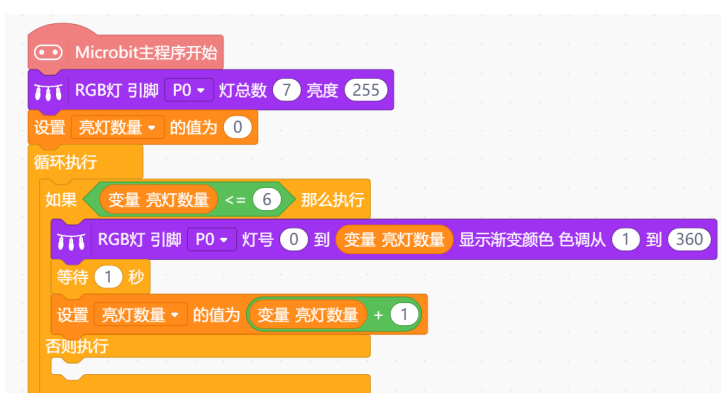 Microbit主程序开始
RGB灯 引脚 P0 灯总数 7 亮度 255
设置 亮灯数量 的值为 0
循环执行
如果 变量 亮灯数量 <= 6 那么执行
RGB灯 引脚 P0 灯号 0 到 变量 亮灯数量 显示渐变颜色 色调从 1 到 360
等待 1 秒
设置 亮灯数量 的值为 变量 亮灯数量 + 1
否则执行